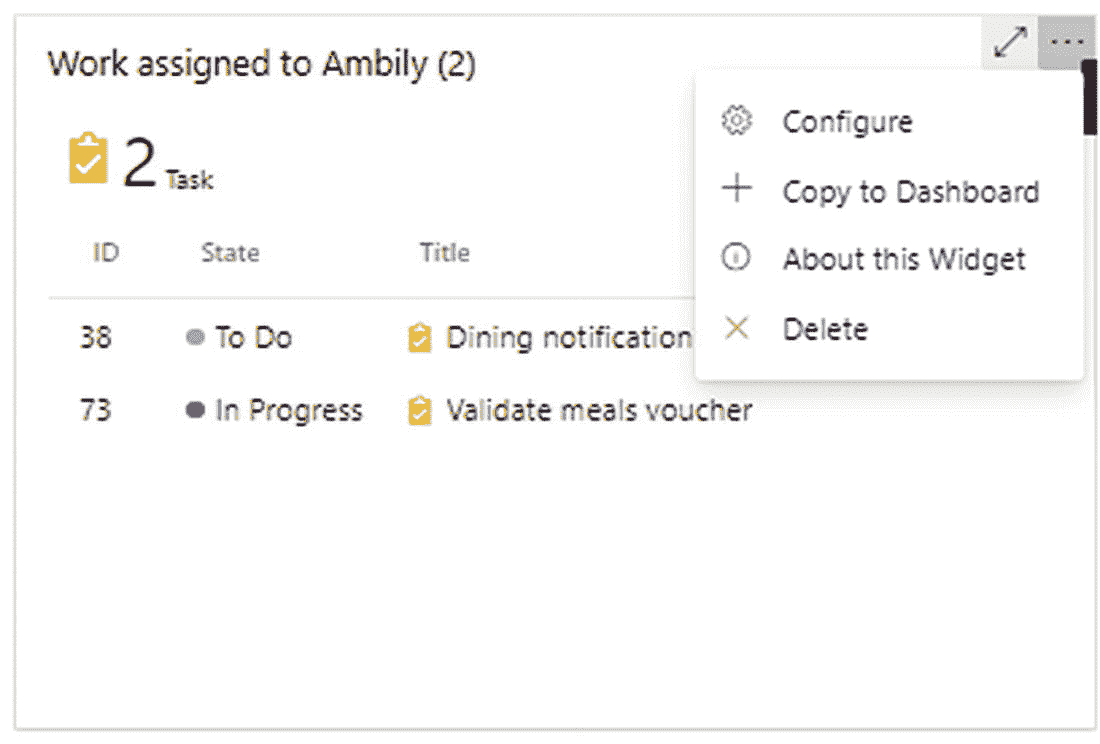 Work assigned to Ambily (2)
2 Task
ID State Title
38 To Do Dining notification
73 In Progress Validate meals voucher
Configure
Copy to Dashboard
About this Widget
Delete